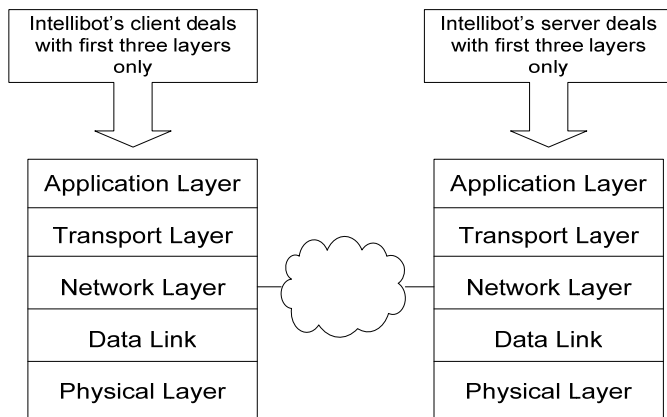 Intellibot's client deals
with first three layers
only
Intellibot's server deals
with first three layers
only
Application Layer
Transport Layer
Network Layer
Data Link
Physical Layer
Application Layer
Transport Layer
Network Layer
Data Link
Physical Layer